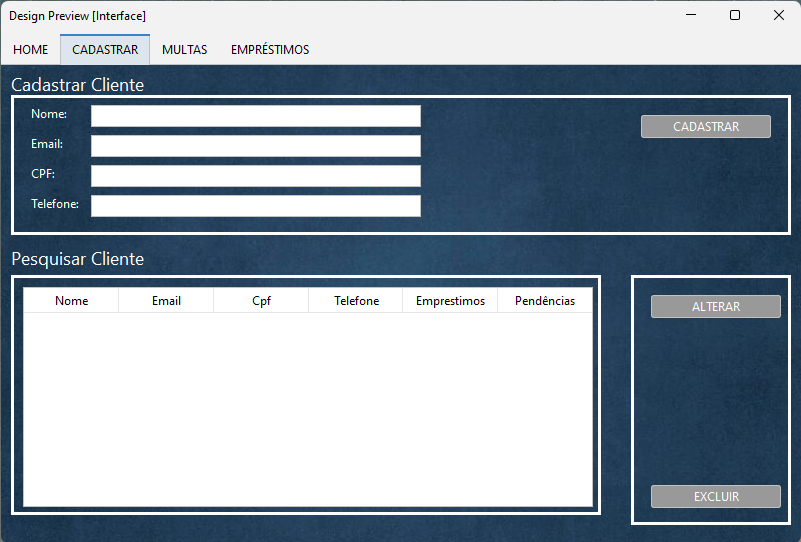 Design Preview [Interface]
HOME CADASTRAR MULTAS EMPRÉSTIMOS
Cadastrar Cliente
Nome:
CADASTRAR
Email:
CPF:
Telefone:
Pesquisar Cliente
Nome Email Cpf Telefone Emprestimos Pendências
ALTERAR
EXCLUIR